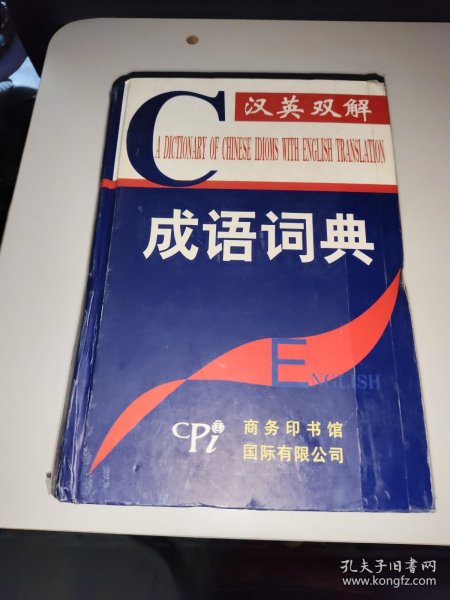 汉英双解
C
A DICTIONARY OF CHINESE IDIOMS WITH ENGLISH TRANSLATION
成语词典
ENGLISH
CPi
商务印书馆
国际有限公司
孔夫子旧书网
www.kongfz.com